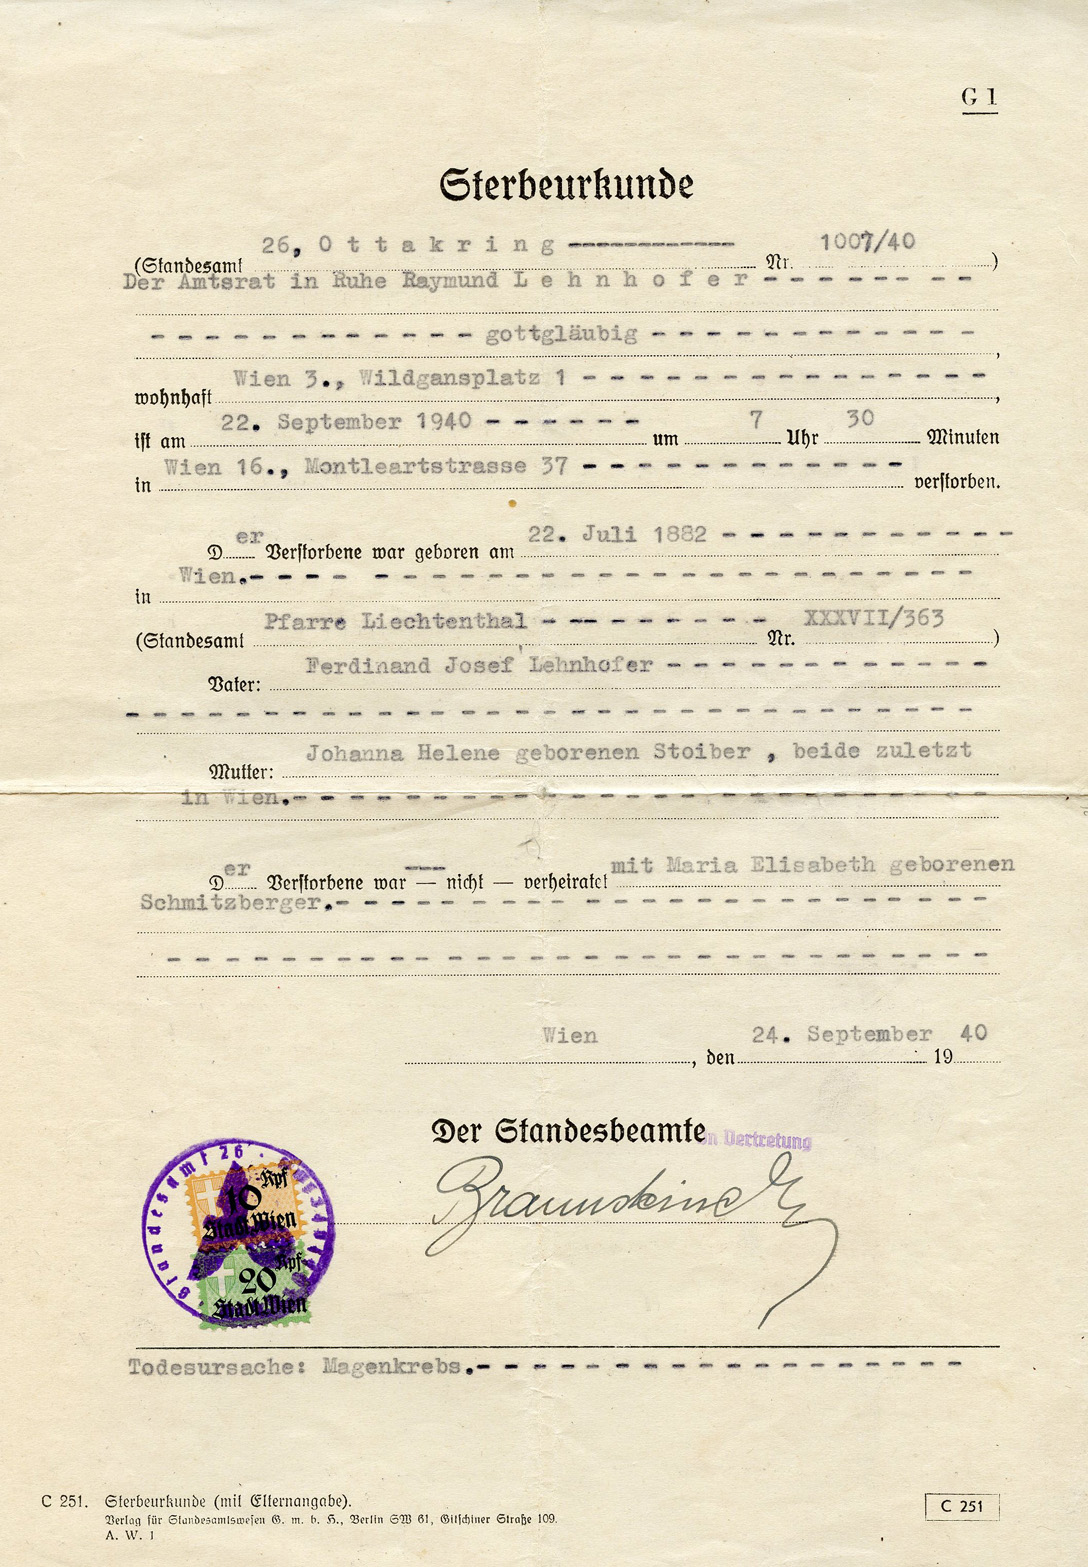 G 1
Sterbeurkunde
(Standesamt 26, Ottakring ------------ Nr. 1007/40)
Der Amtsrat in Ruhe Raymund Lehnhofer - - - - - - - -
- - - - - - - - - - - - gottgläubig - - - - - - - - - - - - ,
wohnhaft Wien 3., Wildgansplatz 1 - - - - - - - - - - - - - - ,
ist am 22. September 1940 - - - - - - um 7 Uhr 30 Minuten
in Wien 16., Montleartstrasse 37 - - - - - - - - - - - - verstorben.
Der Verstorbene war geboren am 22. Juli 1882 - - - - - - - - - - -
in Wien.- - - - - - - - - - - - - - - - - - - - - - - - -
(Standesamt Pfarre Liechtenthal - - - - - - - - Nr. XXXVII/363)
Vater: Ferdinand Josef Lehnhofer - - - - - - - - - - - -
- - - - - - - - - - - - - - - - - - - - - - - - - - - - -
Mutter: Johanna Helene geborenen Stoiber , beide zuletzt
in Wien.- - - - - - - - - - - - - - - - - - - - - - - -
Der Verstorbene war — nicht — verheiratet mit Maria Elisabeth geborenen
Schmitzberger.- - - - - - - - - - - - - - - - - - - - - - -
- - - - - - - - - - - - - - - - - - - - - - - - - - - - -
Wien, den 24. September 1940
Der Standesbeamte
In Vertretung
Standesamt 26
10 Rpf
Stadt Wien
20 Rpf
Stadt Wien
Todesursache: Magenkrebs.- - - - - - - - - - - - - - - - - -
C 251. Sterbeurkunde (mit Elternangabe).
Verlag für Standesamtswesen G. m. b. H., Berlin SW 61, Gitschiner Straße 109.
A. W. 1
C 251